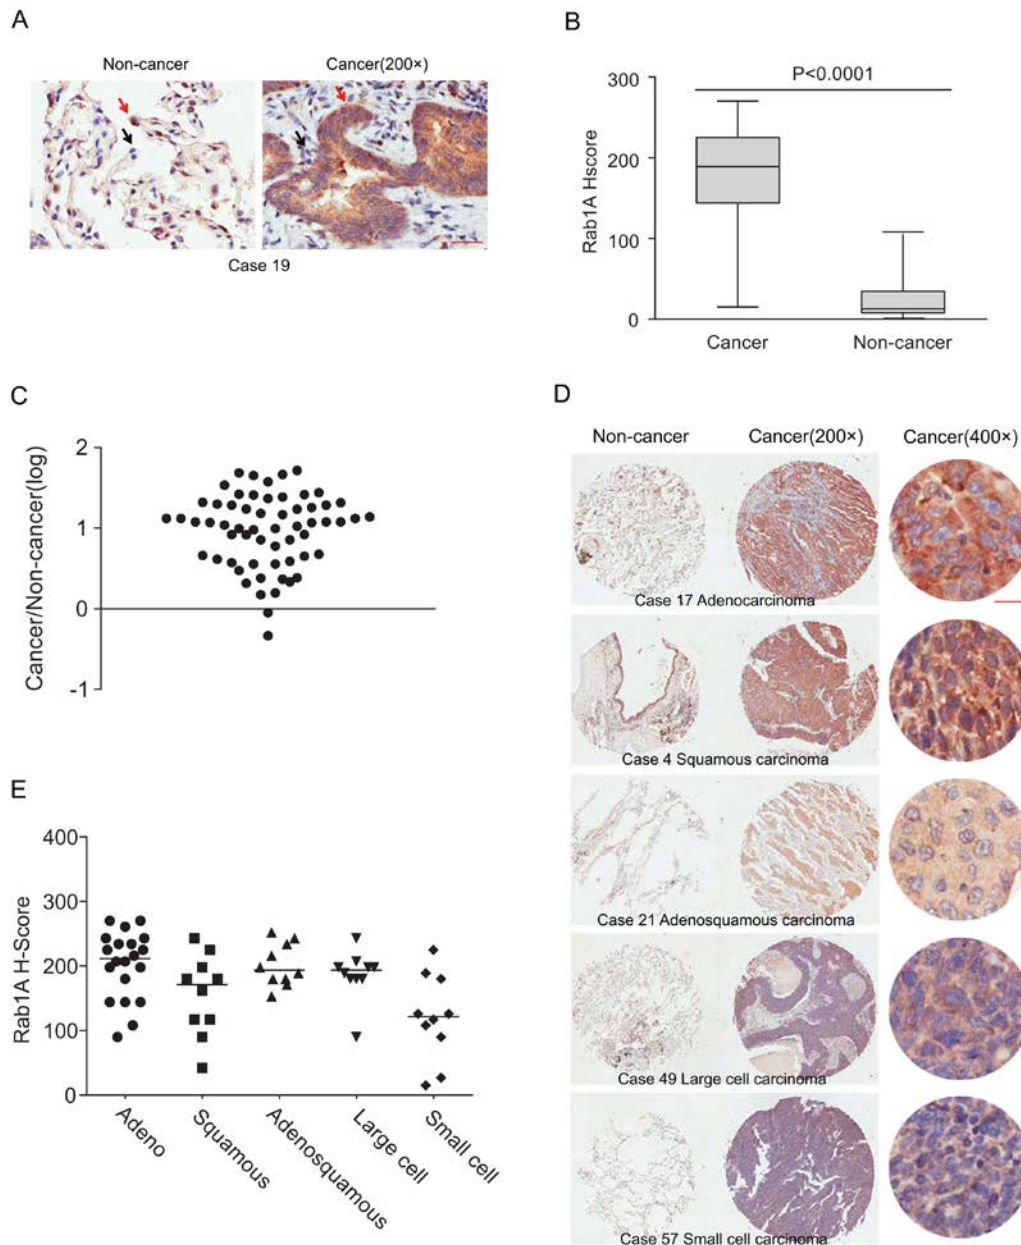 A
Non-cancer
Cancer(200×)
Case 19
B
Rab1A Hscore
300
200
100
0
P<0.0001
Cancer
Non-cancer
C
Cancer/Non-cancer(log)
2
1
0
-1
D
Non-cancer
Cancer(200×)
Cancer(400×)
Case 17 Adenocarcinoma
Case 4 Squamous carcinoma
Case 21 Adenosquamous carcinoma
Case 49 Large cell carcinoma
Case 57 Small cell carcinoma
E
Rab1A H-Score
400
300
200
100
0
Adeno
Squamous
Adenosquamous
Large cell
Small cell